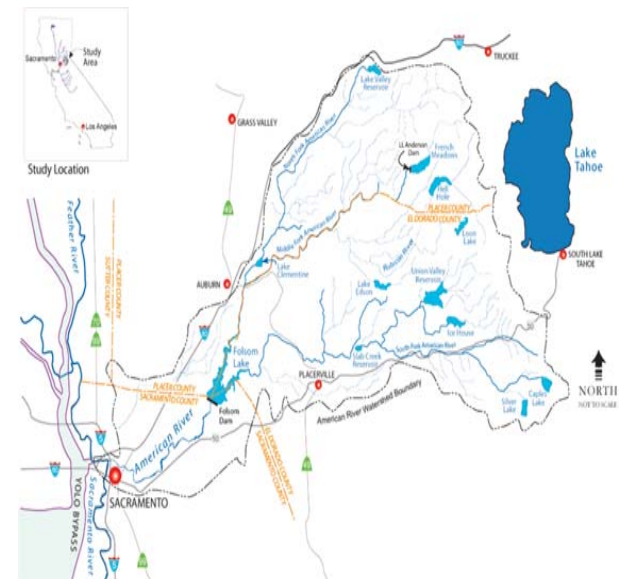 Sacramento
Study
Area
Los Angeles
Study Location
TRUCKEE
Lake Valley
Reservoir
GRASS VALLEY
North Fork American River
LL Anderson
Dam
French
Meadows
Hell
Hole
Lake
Tahoe
PLACER COUNTY
EL DORADO COUNTY
Middle Fork American River
Loon
Lake
Rubicon River
Feather River
PLACER COUNTY
SUTTER COUNTY
Lake
Clementine
AUBURN
SOUTH LAKE
TAHOE
Lake
Edson
Union Valley
Reservoir
Ice House
50
South Fork American River
Slab Creek
Reservoir
Folsom
Lake
PLACERVILLE
NORTH
NOT TO SCALE
PLACER COUNTY
SACRAMENTO COUNTY
Folsom
Dam
American River Watershed Boundary
Silver
Lake
Caples
Lake
American River
EL DORADO COUNTY
SACRAMENTO COUNTY
50
SACRAMENTO
YOLO BYPASS
Sacramento River